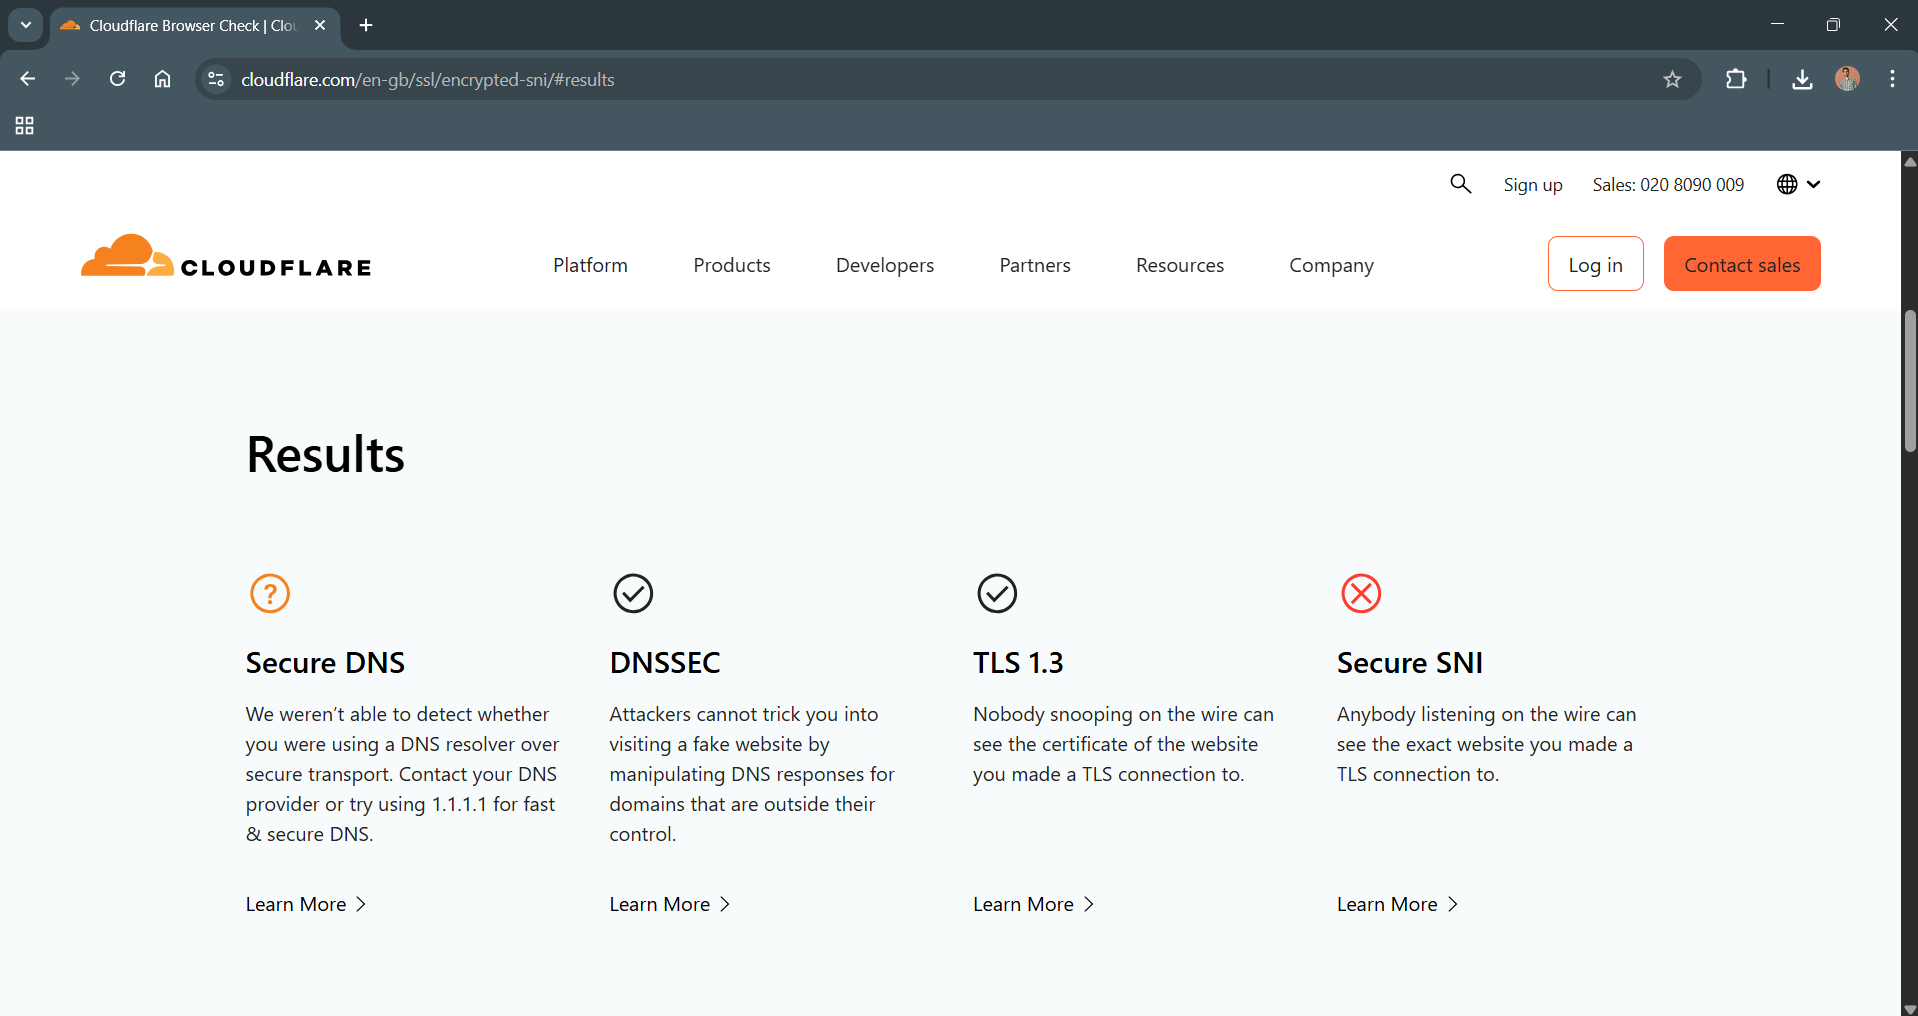 Cloudflare Browser Check | Clou
cloudflare.com/en-gb/ssl/encrypted-sni/#results
Sign up
Sales: 020 8090 009
CLOUDFLARE
Platform
Products
Developers
Partners
Resources
Company
Log in
Contact sales
Results
?
Secure DNS
We weren’t able to detect whether
you were using a DNS resolver over
secure transport. Contact your DNS
provider or try using 1.1.1.1 for fast
& secure DNS.
Learn More
DNSSEC
Attackers cannot trick you into
visiting a fake website by
manipulating DNS responses for
domains that are outside their
control.
Learn More
TLS 1.3
Nobody snooping on the wire can
see the certificate of the website
you made a TLS connection to.
Learn More
Secure SNI
Anybody listening on the wire can
see the exact website you made a
TLS connection to.
Learn More